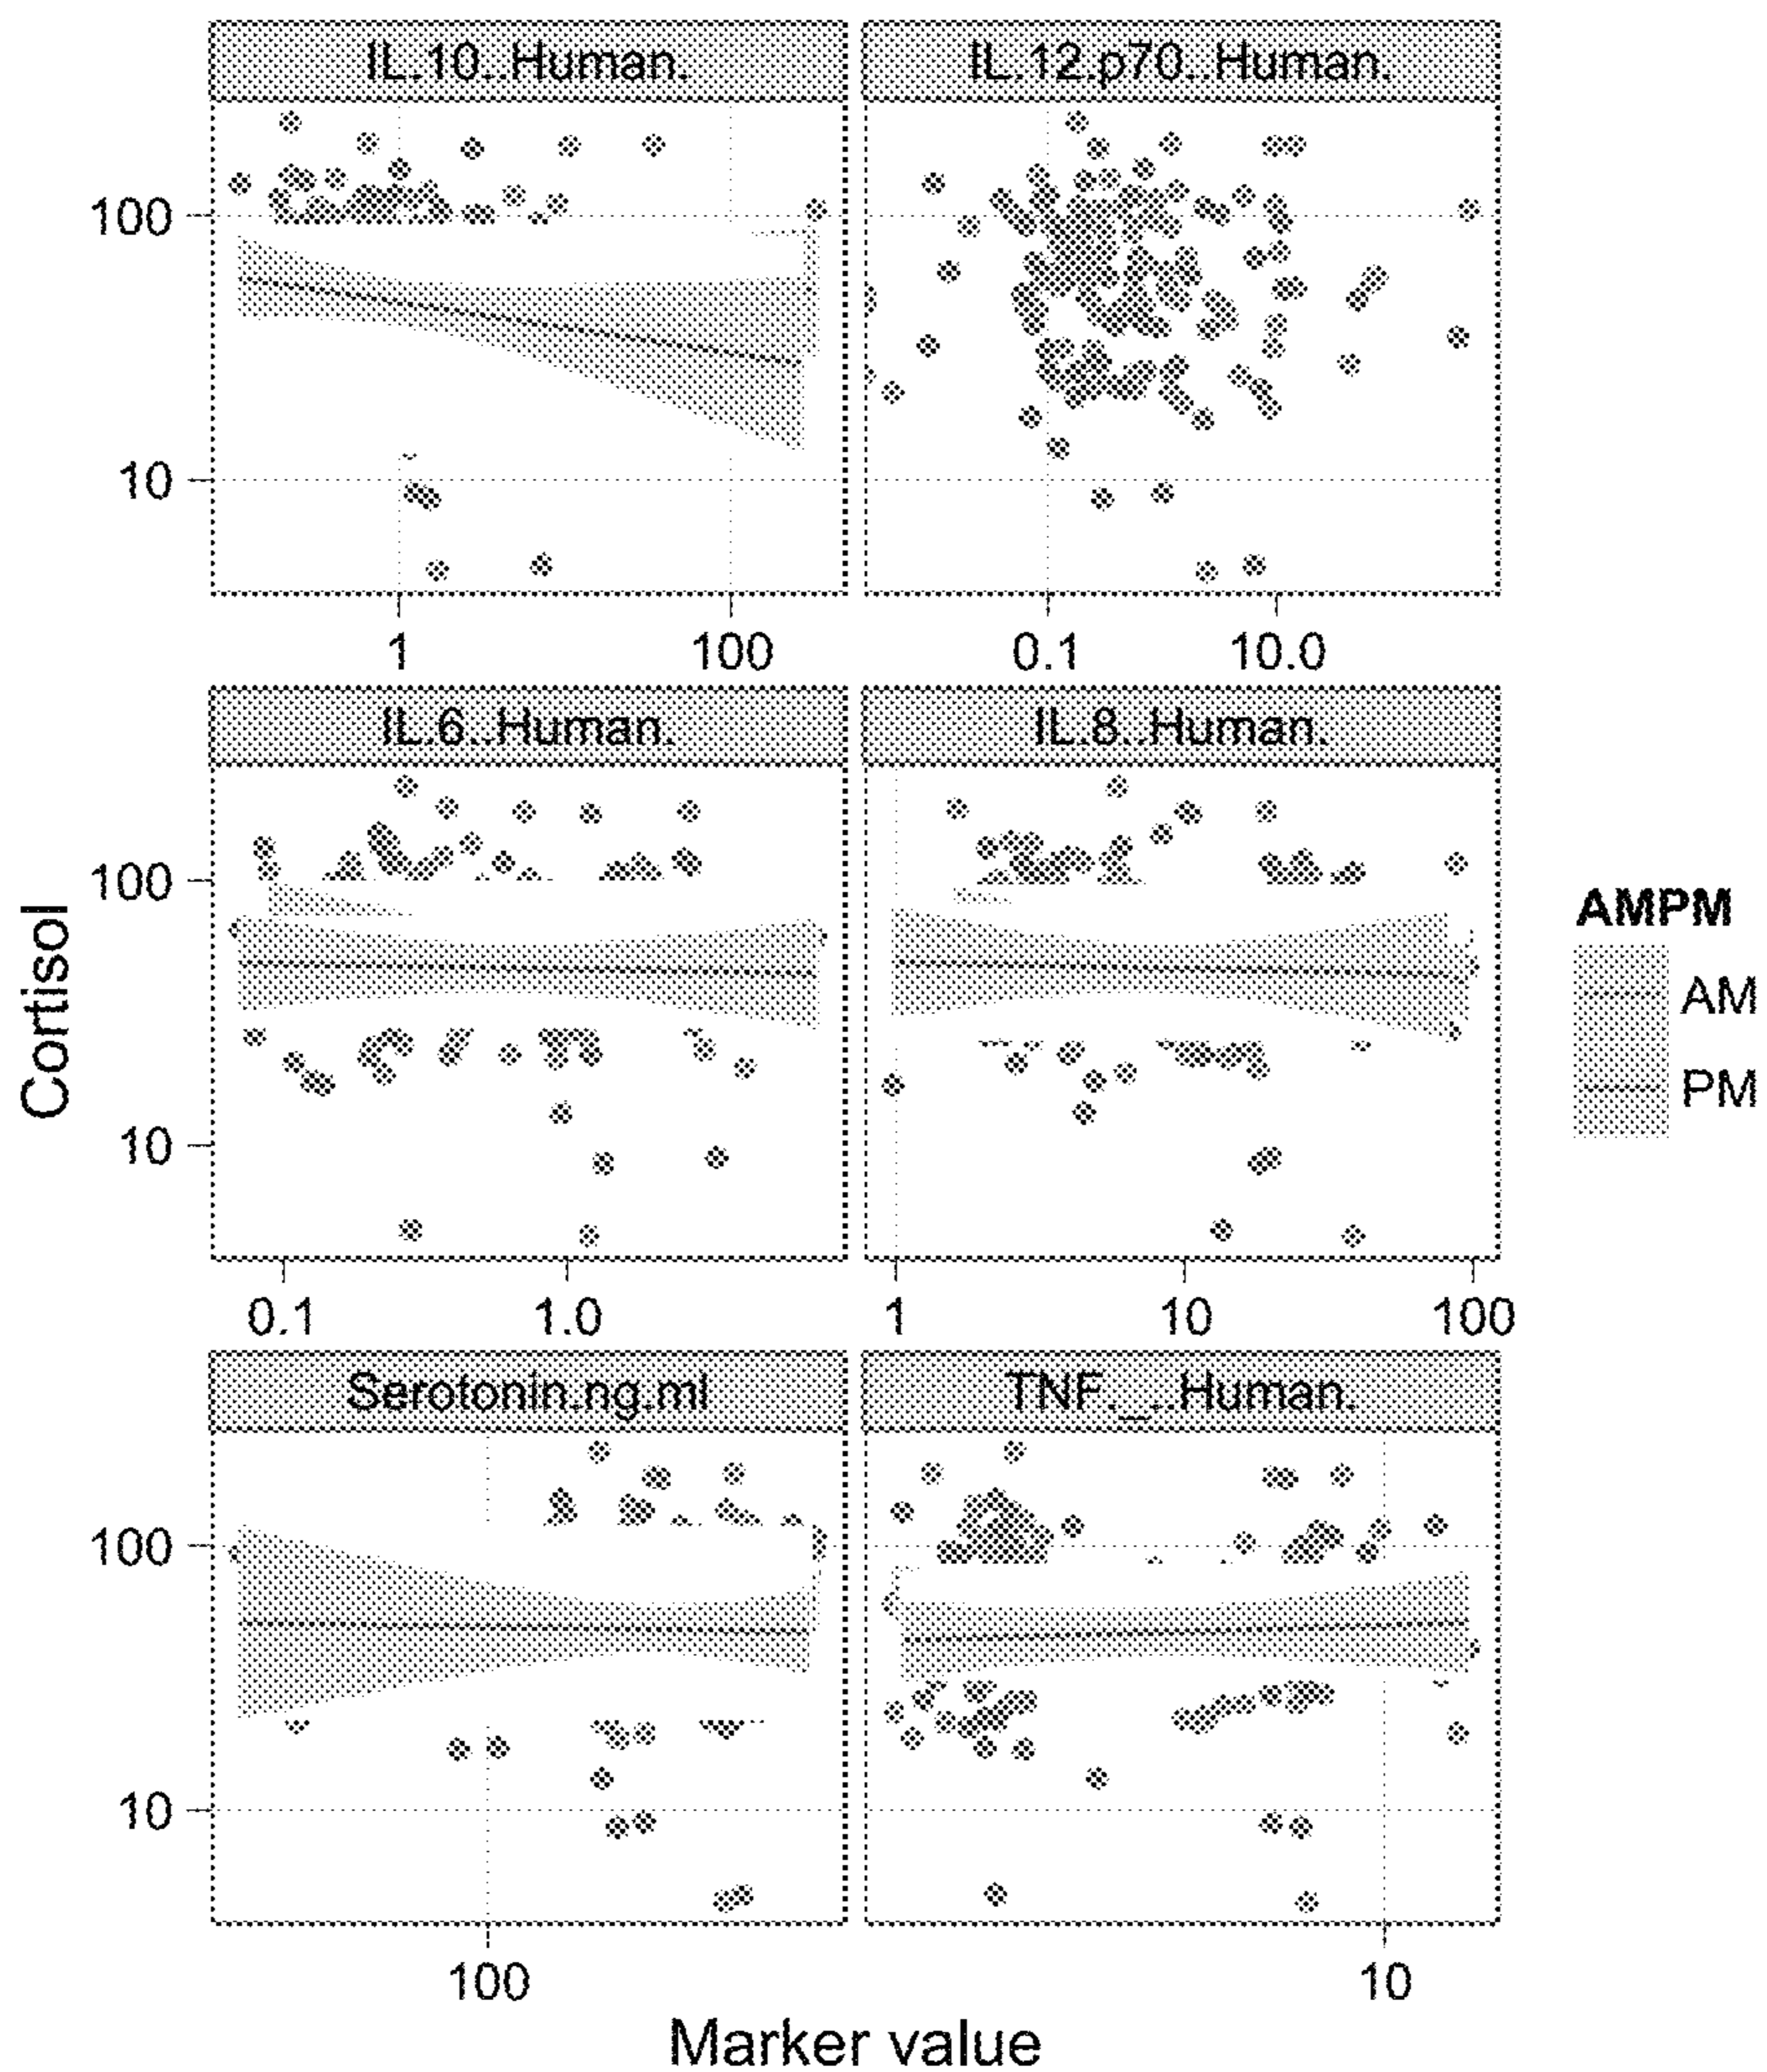 IL.10..Human.
IL.12.p70..Human.
100
10
1
100
0.1
10.0
IL.6..Human.
IL.8..Human.
100
10
0.1
1.0
1
10
100
Serotonin.ng.ml
TNF._..Human.
100
10
100
10
Cortisol
Marker value
AMPM
AM
PM